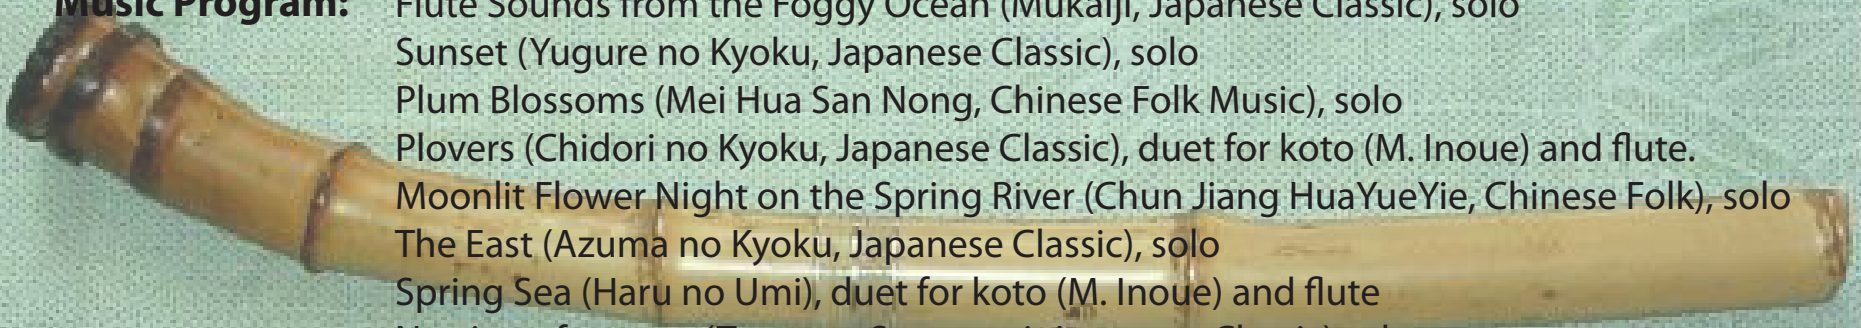 Music Program: Flute Sounds from the Foggy Ocean (Mukaiji, Japanese Classic), solo
Sunset (Yugure no Kyoku, Japanese Classic), solo
Plum Blossoms (Mei Hua San Nong, Chinese Folk Music), solo
Plovers (Chidori no Kyoku, Japanese Classic), duet for koto (M. Inoue) and flute.
Moonlit Flower Night on the Spring River (Chun Jiang HuaYueYie, Chinese Folk), solo
The East (Azuma no Kyoku, Japanese Classic), solo
Spring Sea (Haru no Umi), duet for koto (M. Inoue) and flute